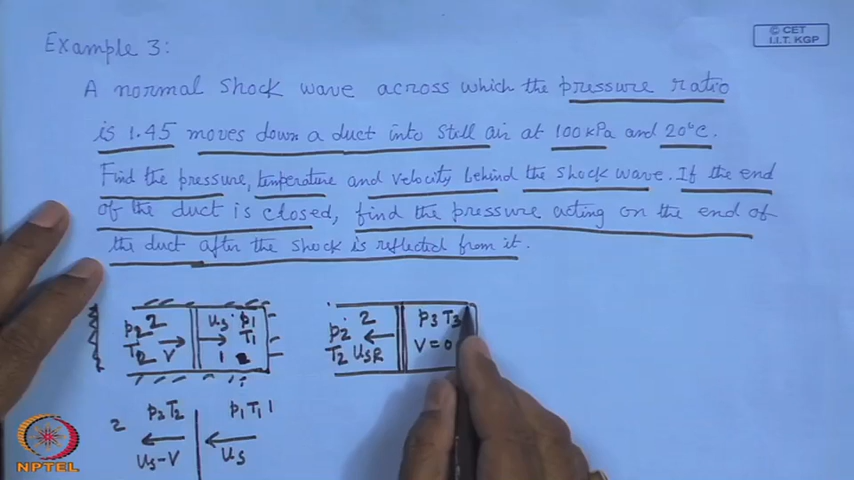 © CET
I.I.T. KGP
Example 3:
A normal shock wave across which the pressure ratio
is 1.45 moves down a duct into still air at 100 kPa and 20°C.
Find the pressure, temperature and velocity behind the shock wave. If the end
of the duct is closed, find the pressure acting on the end of
the duct after the shock is reflected from it.
p2 2 us p1
T2 V T1
1 2
p2 2 p3 T3
T2 usR V=0
2 p2T2 p1T1 1
us-V us
NPTEL